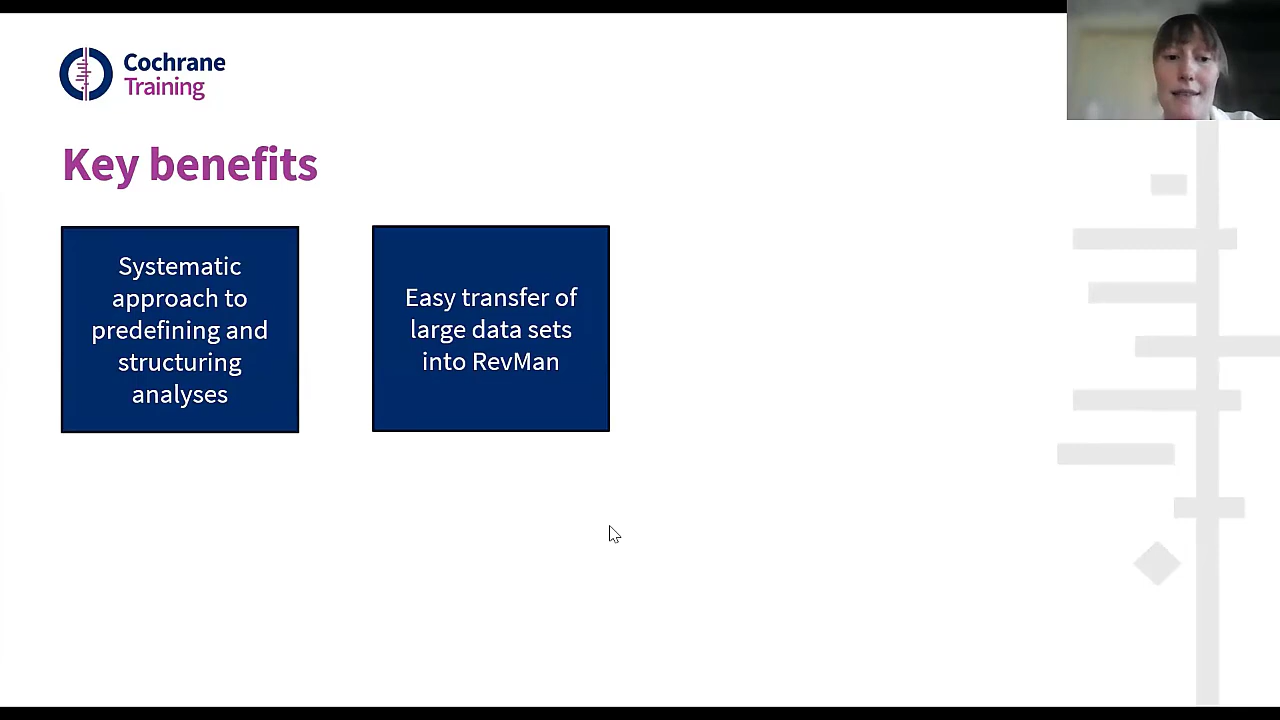 Cochrane
Training
Key benefits
Systematic
approach to
predefining and
structuring
analyses
Easy transfer of
large data sets
into RevMan